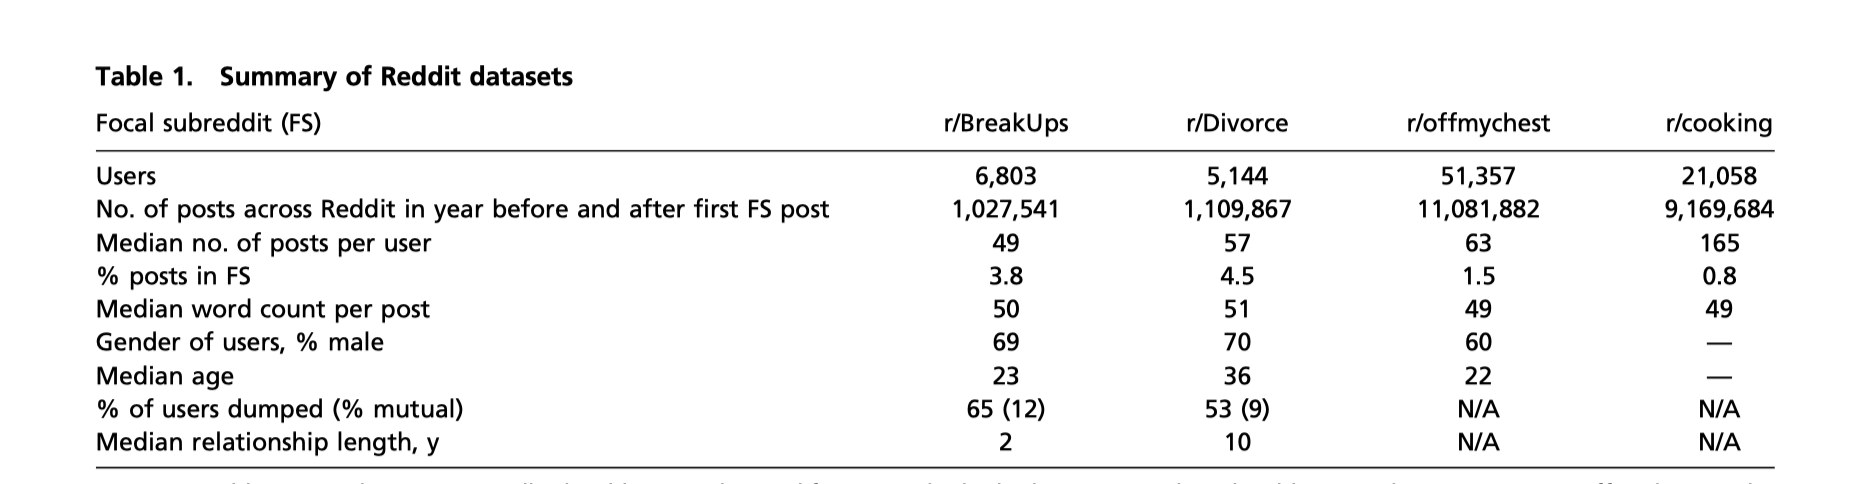 Table 1. Summary of Reddit datasets
Focal subreddit (FS) r/BreakUps r/Divorce r/offmychest r/cooking
Users 6,803 5,144 51,357 21,058
No. of posts across Reddit in year before and after first FS post 1,027,541 1,109,867 11,081,882 9,169,684
Median no. of posts per user 49 57 63 165
% posts in FS 3.8 4.5 1.5 0.8
Median word count per post 50 51 49 49
Gender of users, % male 69 70 60 —
Median age 23 36 22 —
% of users dumped (% mutual) 65 (12) 53 (9) N/A N/A
Median relationship length, y 2 10 N/A N/A